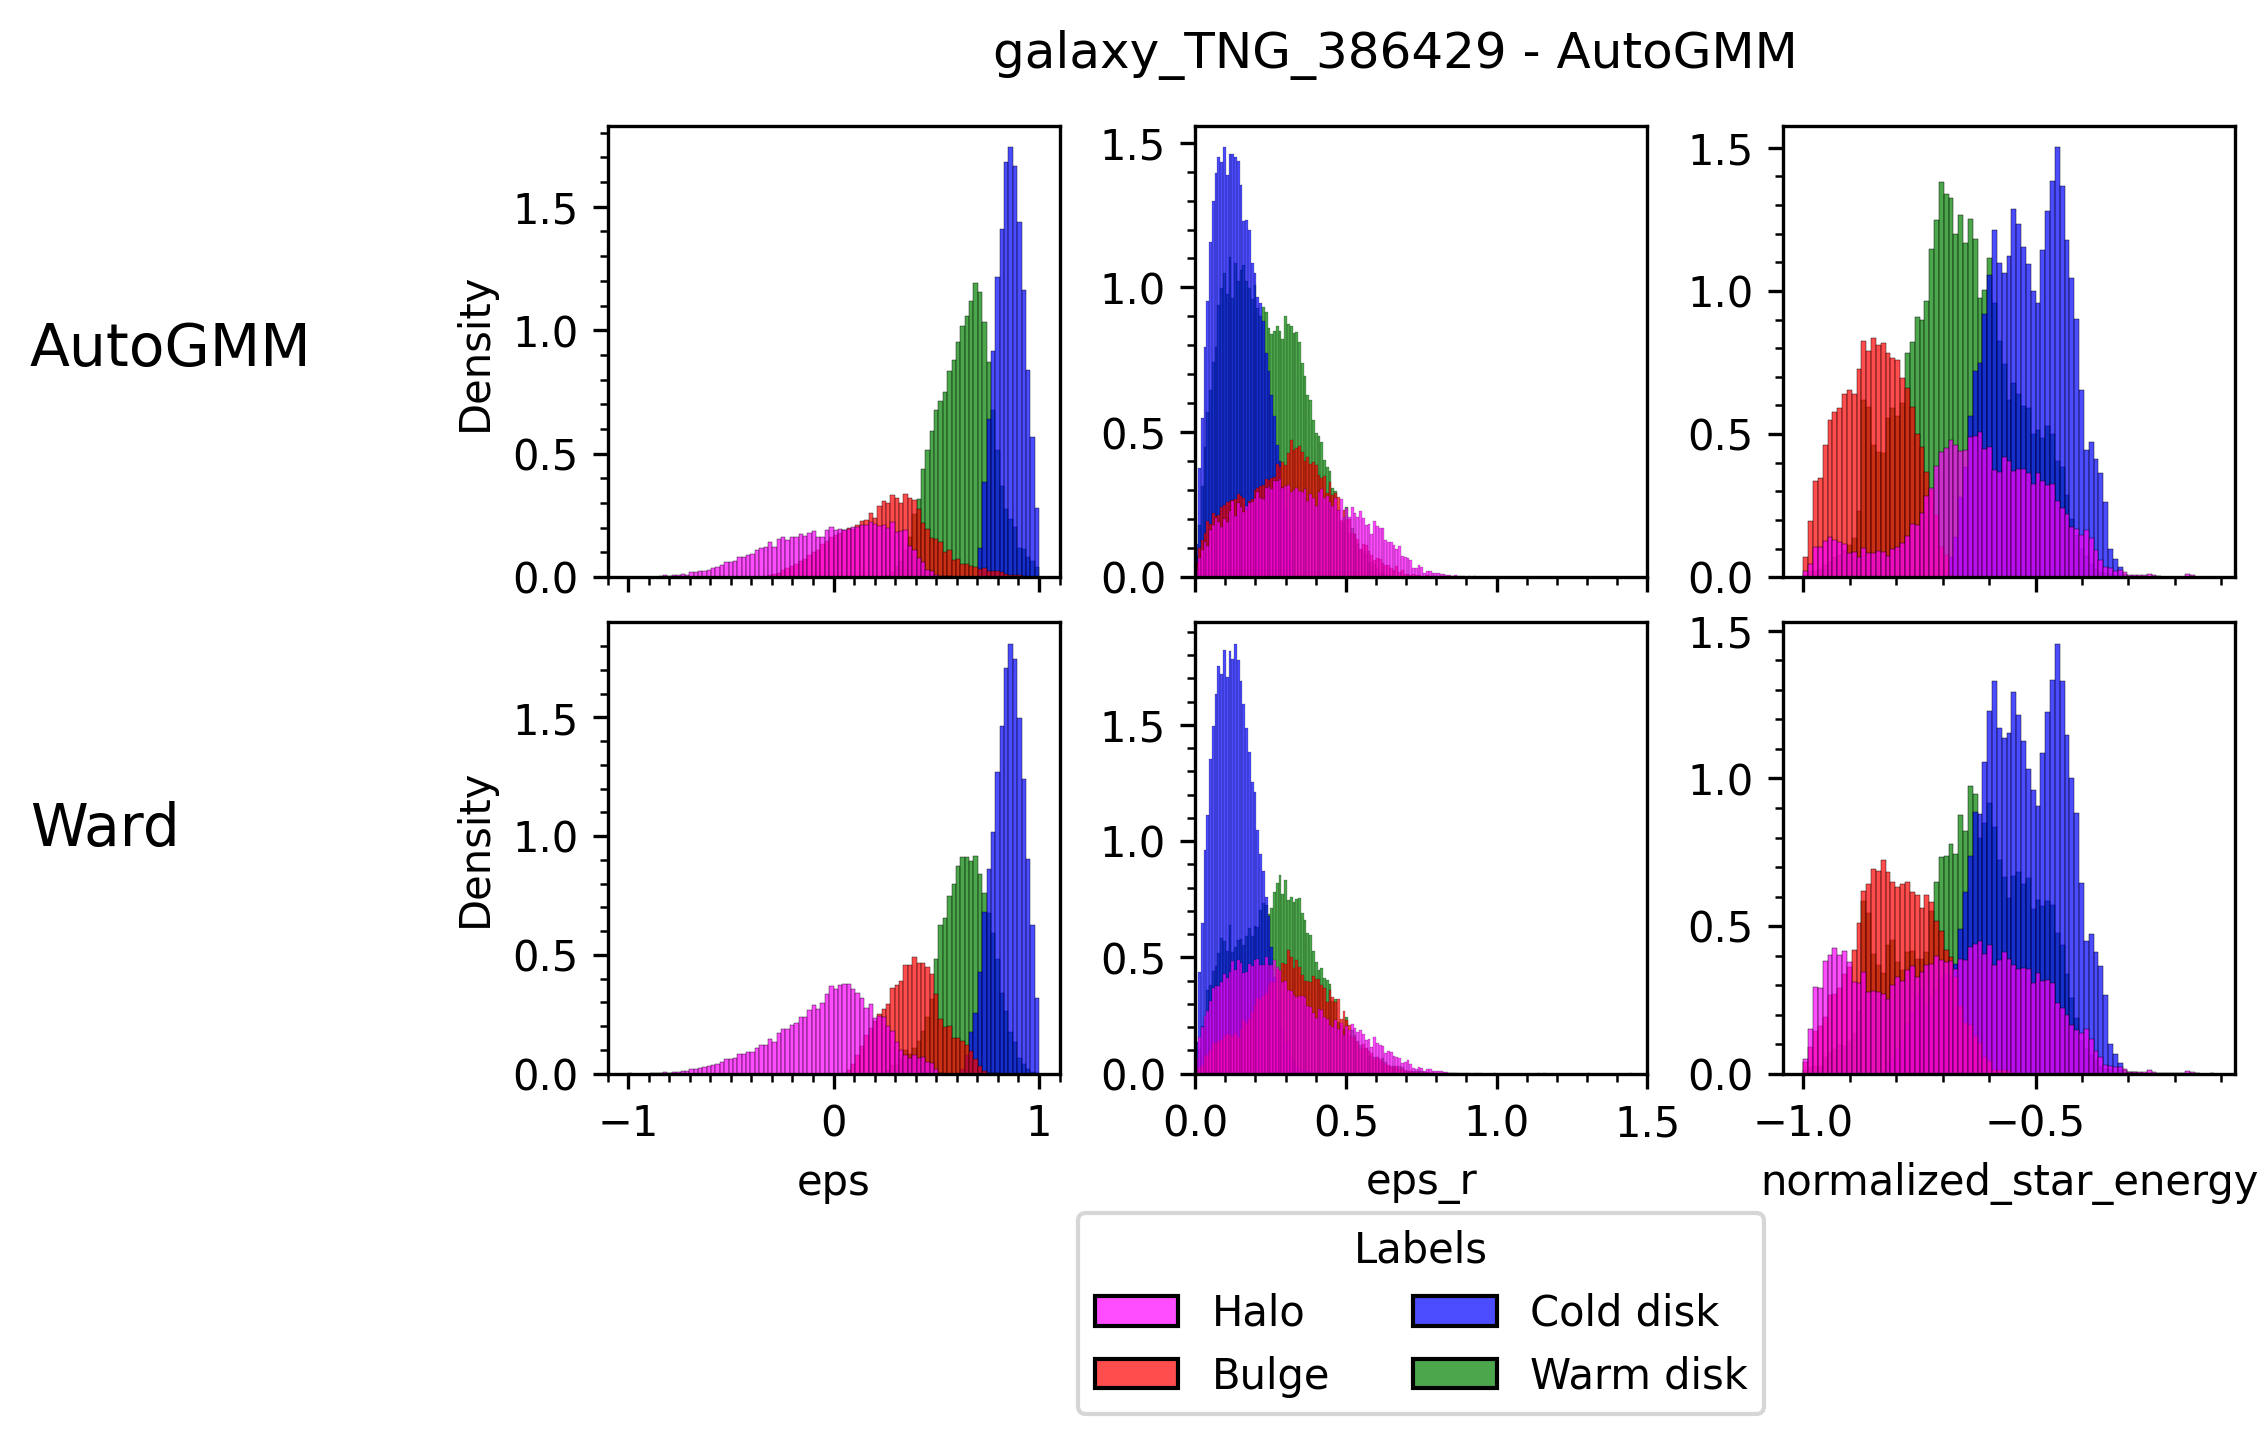 galaxy_TNG_386429 - AutoGMM
AutoGMM
Density
0.0
0.5
1.0
1.5
0.0
0.5
1.0
1.5
0.0
0.5
1.0
1.5
Ward
Density
0.0
0.5
1.0
1.5
0.0
0.5
1.0
1.5
0.0
0.5
1.0
1.5
−1 0 1
0.0 0.5 1.0 1.5
−1.0 −0.5
eps
eps_r
normalized_star_energy
Labels
Halo
Bulge
Cold disk
Warm disk